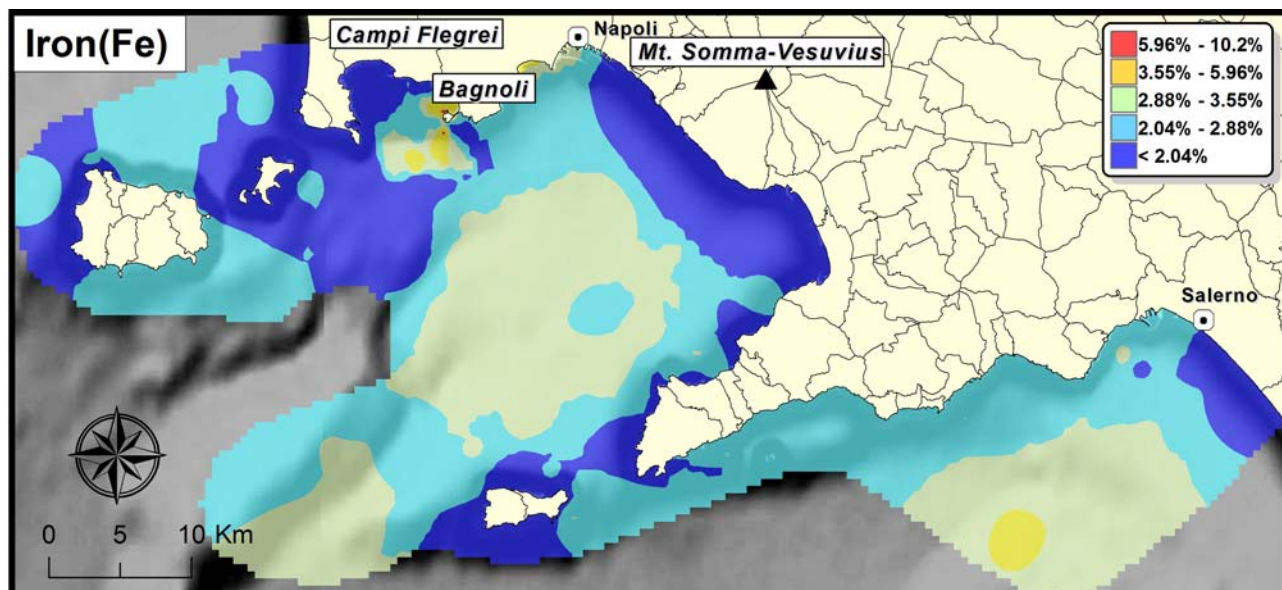 Iron(Fe)
Campi Flegrei
Napoli
Mt. Somma-Vesuvius
Bagnoli
5.96% - 10.2%
3.55% - 5.96%
2.88% - 3.55%
2.04% - 2.88%
< 2.04%
Salerno
0 5 10 Km